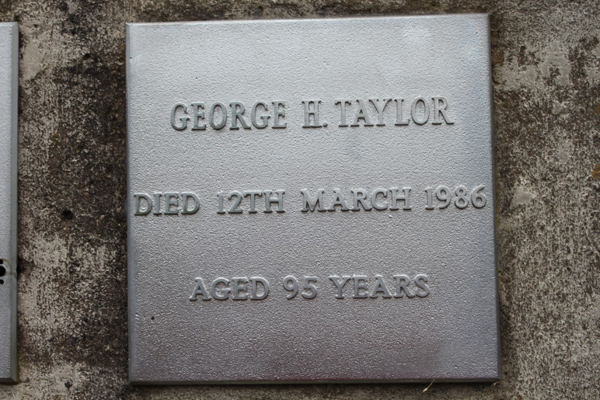 GEORGE H. TAYLOR
DIED 12TH MARCH 1986
AGED 95 YEARS